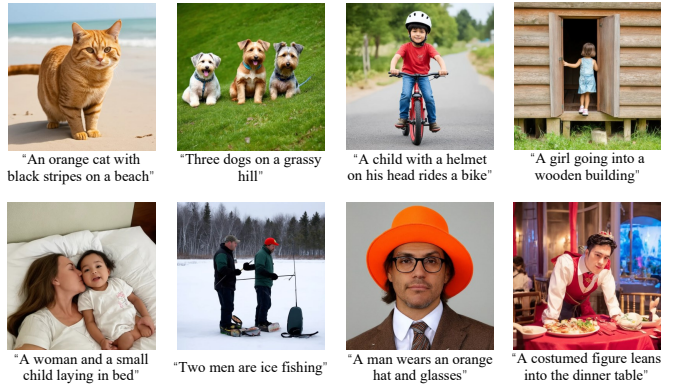 "An orange cat with
black stripes on a beach"
"Three dogs on a grassy
hill"
"A child with a helmet
on his head rides a bike"
"A girl going into a
wooden building"
"A woman and a small
child laying in bed"
"Two men are ice fishing"
"A man wears an orange
hat and glasses"
"A costumed figure leans
into the dinner table"